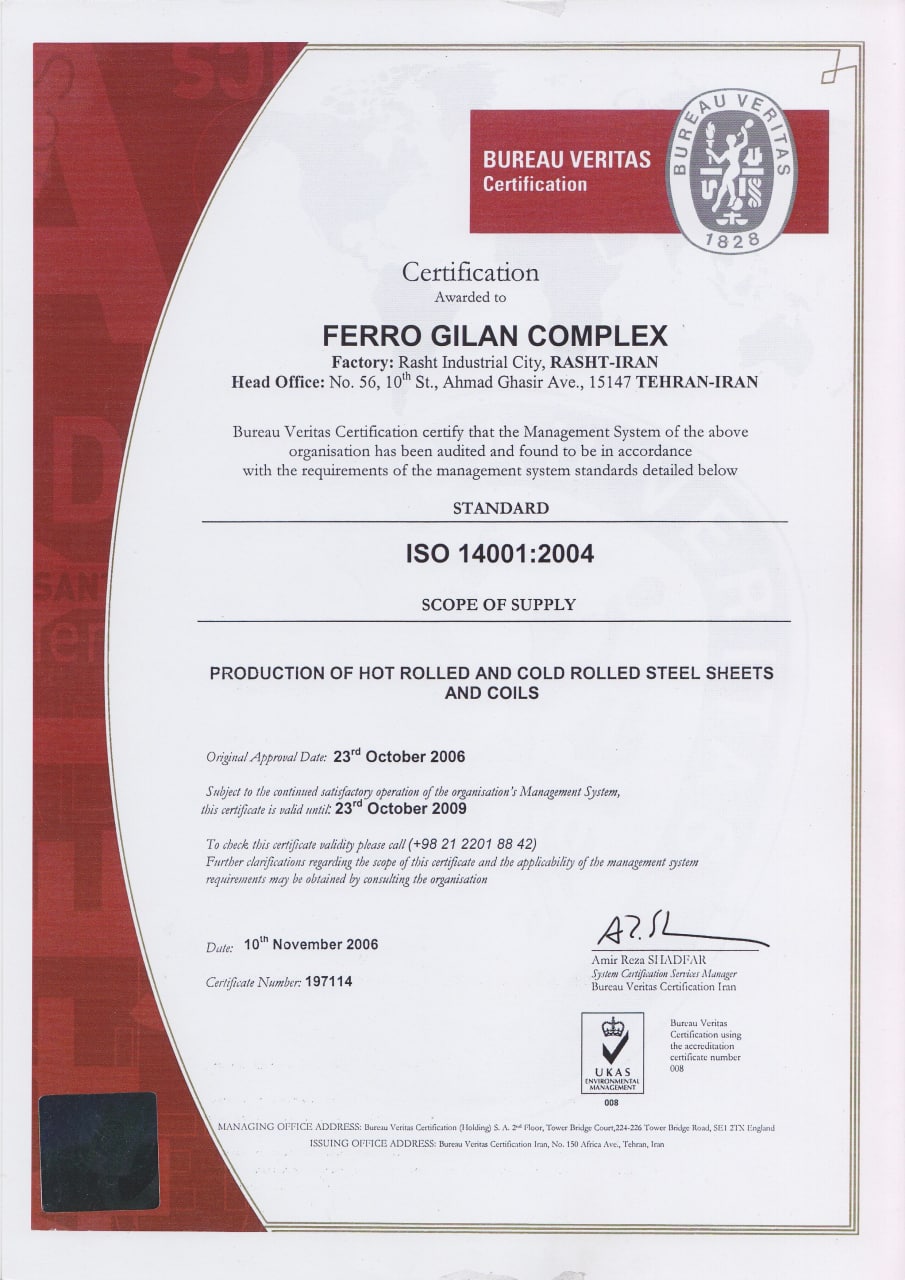 BUREAU VERITAS
Certification
BUREAU VERITAS
1828
Certification
Awarded to
FERRO GILAN COMPLEX
Factory: Rasht Industrial City, RASHT-IRAN
Head Office: No. 56, 10th St., Ahmad Ghasir Ave., 15147 TEHRAN-IRAN
Bureau Veritas Certification certify that the Management System of the above
organisation has been audited and found to be in accordance
with the requirements of the management system standards detailed below
STANDARD
ISO 14001:2004
SCOPE OF SUPPLY
PRODUCTION OF HOT ROLLED AND COLD ROLLED STEEL SHEETS
AND COILS
Original Approval Date: 23rd October 2006
Subject to the continued satisfactory operation of the organisation's Management System,
this certificate is valid until: 23rd October 2009
To check this certificate validity please call (+98 21 2201 88 42)
Further clarifications regarding the scope of this certificate and the applicability of the management system
requirements may be obtained by consulting the organisation
Date: 10th November 2006
Certificate Number: 197114
Amir Reza SHADFAR
System Certification Services Manager
Bureau Veritas Certification Iran
UKAS
ENVIRONMENTAL
MANAGEMENT
008
Bureau Veritas
Certification using
the accreditation
certificate number
008
MANAGING OFFICE ADDRESS: Bureau Veritas Certification (Holding) S. A. 2nd Floor, Tower Bridge Court,224-226 Tower Bridge Road, SE1 2TX England
ISSUING OFFICE ADDRESS: Bureau Veritas Certification Iran, No. 150 Africa Ave., Tehran, Iran